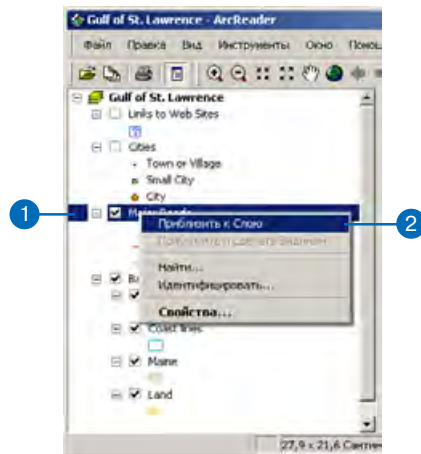 Gulf of St. Lawrence - ArcReader
Файл Правка Вид Инструменты Окно
Gulf of St. Lawrence
Links to Web Sites
Cities
Town or Village
Small City
City
1
Приблизить к Слою
2
Найти...
Идентифицировать...
Свойства...
Coast lines
Maine
Land
27,9 x 21,6